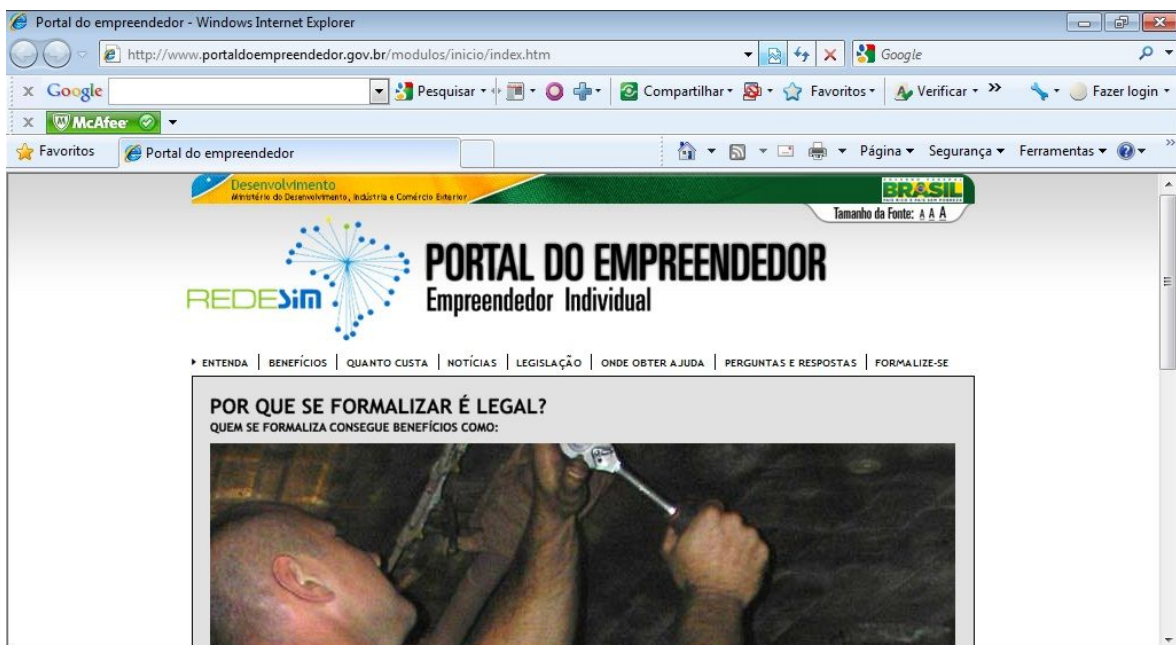 Portal do empreendedor - Windows Internet Explorer
http://www.portaldoempreendedor.gov.br/modulos/inicio/index.htm
Google
Google
Pesquisar
Compartilhar
Favoritos
Verificar
Fazer login
McAfee
Favoritos
Portal do empreendedor
Página
Segurança
Ferramentas
Desenvolvimento
Ministério do Desenvolvimento, Indústria e Comércio Exterior
BRASIL
Tamanho da Fonte: A A A
REDESiM
PORTAL DO EMPREENDEDOR
Empreendedor Individual
ENTENDA | BENEFÍCIOS | QUANTO CUSTA | NOTÍCIAS | LEGISLAÇÃO | ONDE OBTER AJUDA | PERGUNTAS E RESPOSTAS | FORMALIZE-SE
POR QUE SE FORMALIZAR É LEGAL?
QUEM SE FORMALIZA CONSEGUE BENEFÍCIOS COMO: